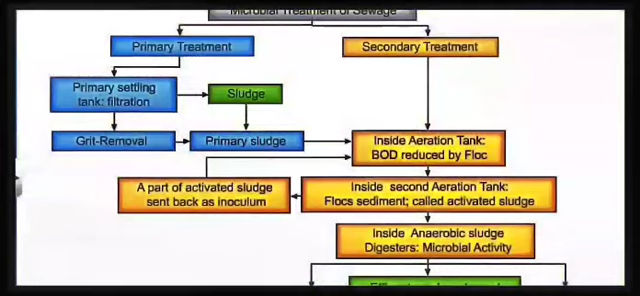 Microbial Treatment of Sewage
Primary Treatment
Secondary Treatment
Primary settling
tank: filtration
Sludge
Grit-Removal
Primary sludge
Inside Aeration Tank:
BOD reduced by Floc
A part of activated sludge
sent back as inoculum
Inside second Aeration Tank:
Flocs sediment; called activated sludge
Inside Anaerobic sludge
Digesters: Microbial Activity